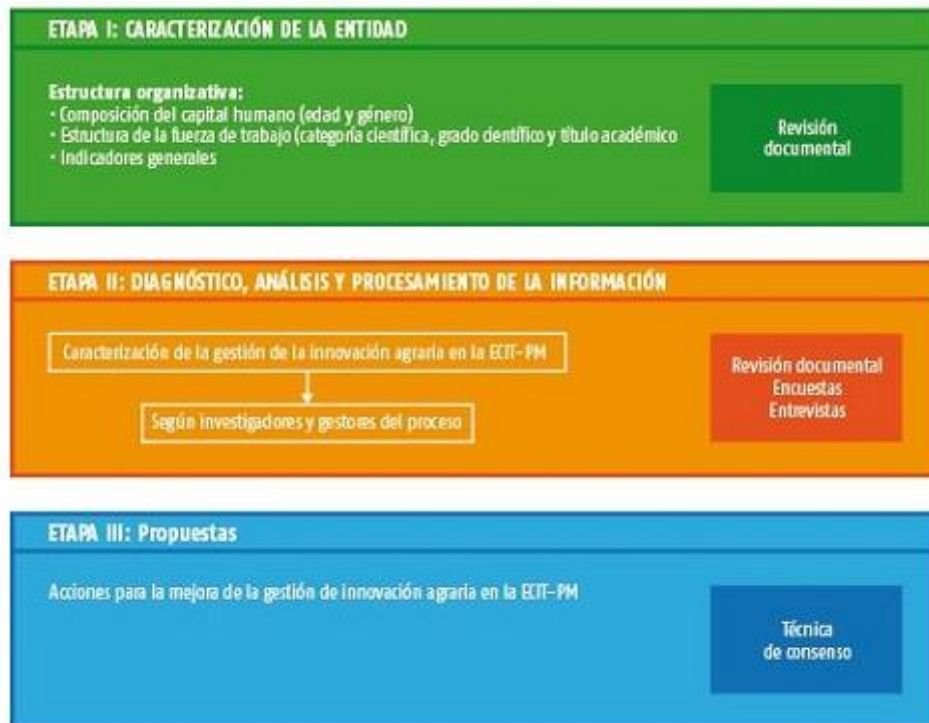 ETAPA I: CARACTERIZACIÓN DE LA ENTIDAD
Estructura organizativa:
• Composición del capital humano (edad y género)
• Estructura de la fuerza de trabajo (categoría científica, grado científico y título académico
• Indicadores generales
Revisión
documental
ETAPA II: DIAGNÓSTICO, ANÁLISIS Y PROCESAMIENTO DE LA INFORMACIÓN
Caracterización de la gestión de la innovación agraria en la ECIT-PM
Según investigadores y gestores del proceso
Revisión documental
Encuestas
Entrevistas
ETAPA III: Propuestas
Acciones para la mejora de la gestión de innovación agraria en la ECIT-PM
Técnica
de consenso